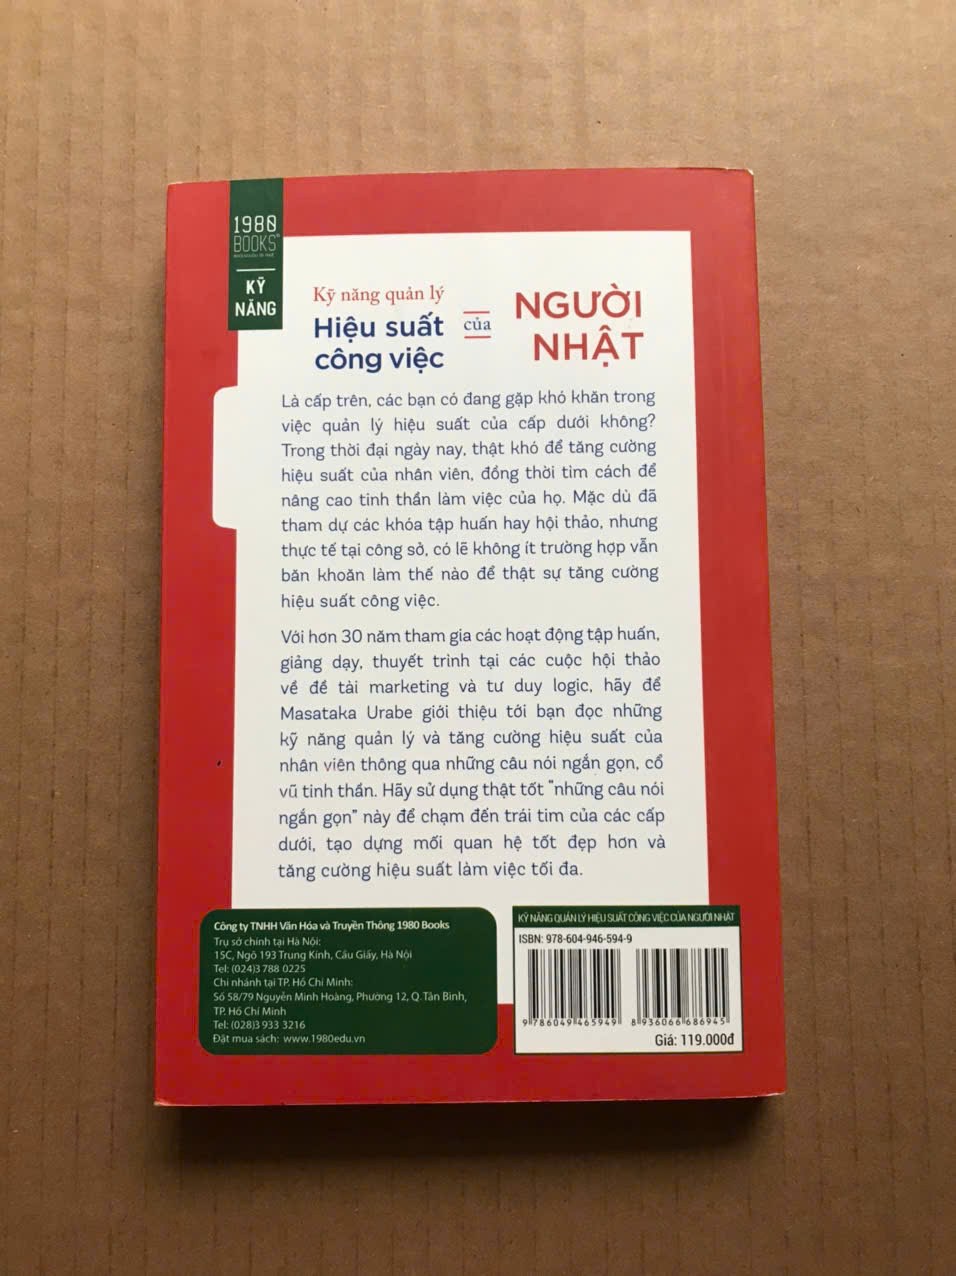 1980
BOOKS
KỸ
NĂNG
Kỹ năng quản lý
Hiệu suất
công việc
của
NGƯỜI
NHẬT
Là cấp trên, các bạn có đang gặp khó khăn trong
việc quản lý hiệu suất của cấp dưới không?
Trong thời đại ngày nay, thật khó để tăng cường
hiệu suất của nhân viên, đồng thời tìm cách để
nâng cao tinh thần làm việc của họ. Mặc dù đã
tham dự các khóa tập huấn hay hội thảo, nhưng
thực tế tại công sở, có lẽ không ít trường hợp vẫn
băn khoăn làm thế nào để thật sự tăng cường
hiệu suất công việc.
Với hơn 30 năm tham gia các hoạt động tập huấn,
giảng dạy, thuyết trình tại các cuộc hội thảo
về đề tài marketing và tư duy logic, hãy để
Masataka Urabe giới thiệu tới bạn đọc những
kỹ năng quản lý và tăng cường hiệu suất của
nhân viên thông qua những câu nói ngắn gọn, cổ
vũ tinh thần. Hãy sử dụng thật tốt "những câu nói
ngắn gọn" này để chạm đến trái tim của các cấp
dưới, tạo dựng mối quan hệ tốt đẹp hơn và
tăng cường hiệu suất làm việc tối đa.
Công ty TNHH Văn Hóa và Truyền Thông 1980 Books
Trụ sở chính tại Hà Nội:
15C, Ngõ 193 Trung Kính, Cầu Giấy, Hà Nội
Tel: (024)3 788 0225
Chi nhánh tại TP. Hồ Chí Minh:
Số 58/79 Nguyễn Minh Hoàng, Phường 12, Q.Tân Bình,
TP. Hồ Chí Minh
Tel: (028)3 933 3216
Đặt mua sách: www.1980edu.vn
KỸ NĂNG QUẢN LÝ HIỆU SUẤT CÔNG VIỆC CỦA NGƯỜI NHẬT
ISBN: 978-604-946-594-9
9 786049 465949
8 936066 686945
Giá: 119.000đ